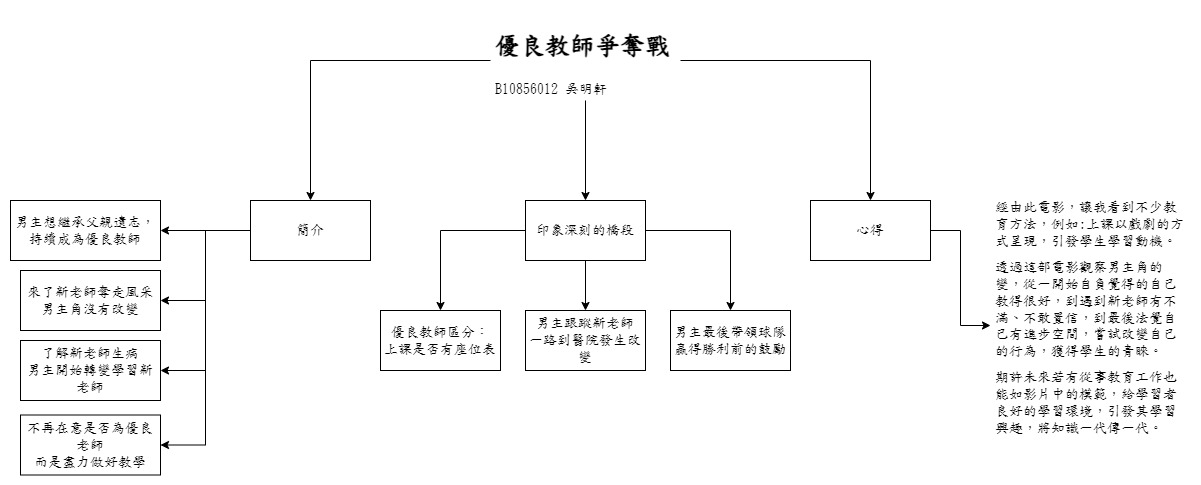 優良教師爭奪戰
B10856012 吳明軒
簡介
男主想繼承父親遺志，
持續成為優良教師
來了新老師奪走風采
男主角沒有改變
了解新老師生病
男主開始轉變學習新
老師
不再在意是否為優良
老師
而是盡力做好教學
印象深刻的橋段
優良教師區分：
上課是否有座位表
男主跟蹤新老師
一路到醫院發生改
變
男主最後帶領球隊
贏得勝利前的鼓勵
心得
經由此電影，讓我看到不少教
育方法，例如:上課以戲劇的方
式呈現，引發學生學習動機。
透過這部電影觀察男主角的
變，從一開始自負覺得的自己
教得很好，到遇到新老師有不
滿、不敢置信，到最後法覺自
己有進步空間，嘗試改變自己
的行為，獲得學生的青睞。
期許未來若有從事教育工作也
能如影片中的模範，給學習者
良好的學習環境，引發其學習
興趣，將知識一代傳一代。